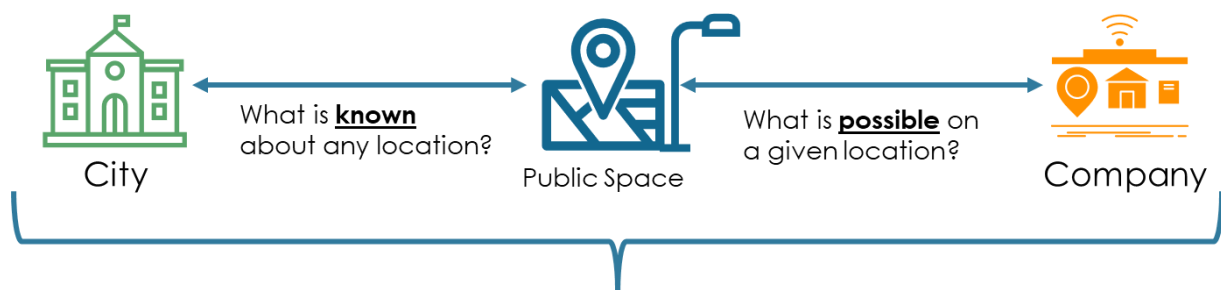 What is known
about any location?
What is possible on
a given location?
City
Public Space
Company